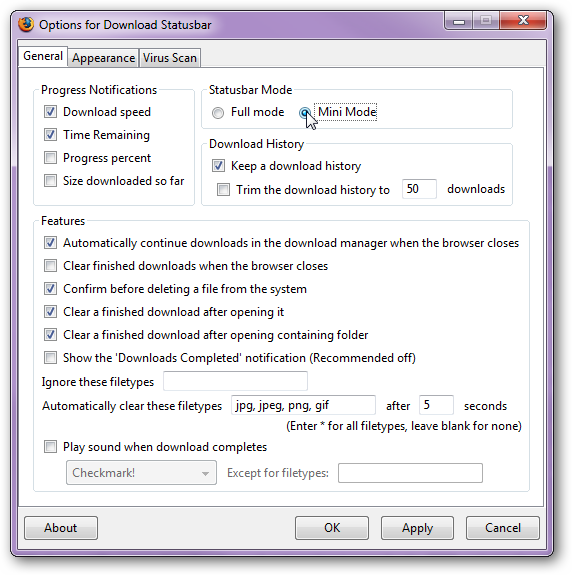 Options for Download Statusbar
General Appearance Virus Scan
Progress Notifications
Download speed
Time Remaining
Progress percent
Size downloaded so far
Statusbar Mode
Full mode Mini Mode
Download History
Keep a download history
Trim the download history to 50 downloads
Features
Automatically continue downloads in the download manager when the browser closes
Clear finished downloads when the browser closes
Confirm before deleting a file from the system
Clear a finished download after opening it
Clear a finished download after opening containing folder
Show the 'Downloads Completed' notification (Recommended off)
Ignore these filetypes
Automatically clear these filetypes jpg, jpeg, png, gif after 5 seconds
(Enter * for all filetypes, leave blank for none)
Play sound when download completes
Checkmark! Except for filetypes:
About OK Apply Cancel